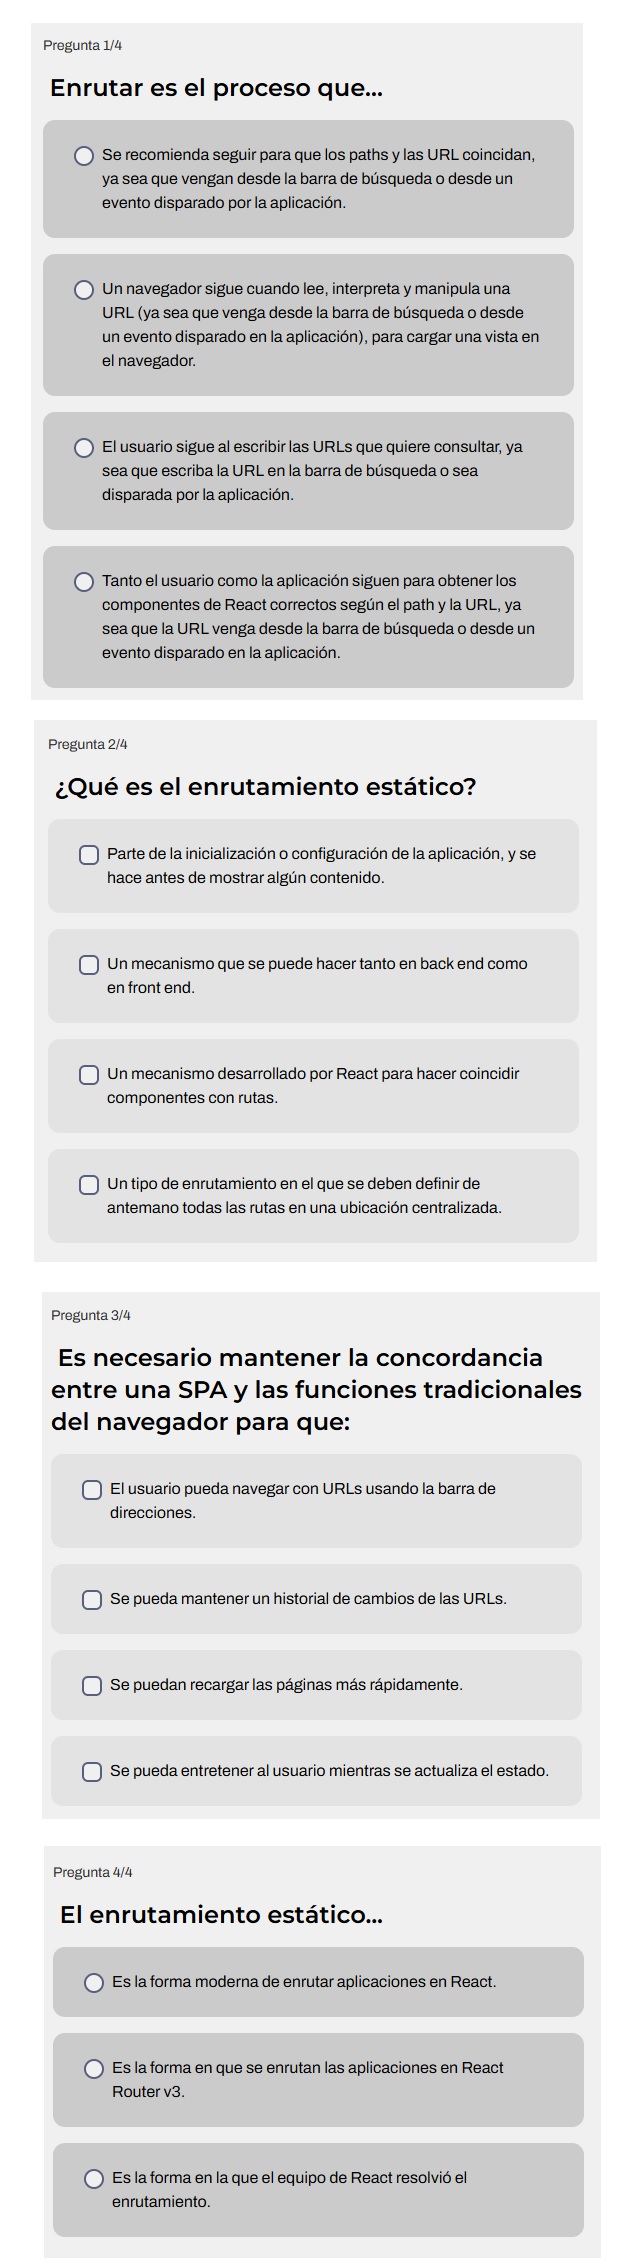 Pregunta 1/4
Enrutar es el proceso que...
Se recomienda seguir para que los paths y las URL coincidan,
ya sea que vengan desde la barra de búsqueda o desde un
evento disparado por la aplicación.
Un navegador sigue cuando lee, interpreta y manipula una
URL (ya sea que venga desde la barra de búsqueda o desde
un evento disparado en la aplicación), para cargar una vista en
el navegador.
El usuario sigue al escribir las URLs que quiere consultar, ya
sea que escriba la URL en la barra de búsqueda o sea
disparada por la aplicación.
Tanto el usuario como la aplicación siguen para obtener los
componentes de React correctos según el path y la URL, ya
sea que la URL venga desde la barra de búsqueda o desde un
evento disparado en la aplicación.
Pregunta 2/4
¿Qué es el enrutamiento estático?
Parte de la inicialización o configuración de la aplicación, y se
hace antes de mostrar algún contenido.
Un mecanismo que se puede hacer tanto en back end como
en front end.
Un mecanismo desarrollado por React para hacer coincidir
componentes con rutas.
Un tipo de enrutamiento en el que se deben definir de
antemano todas las rutas en una ubicación centralizada.
Pregunta 3/4
Es necesario mantener la concordancia
entre una SPA y las funciones tradicionales
del navegador para que:
El usuario pueda navegar con URLs usando la barra de
direcciones.
Se pueda mantener un historial de cambios de las URLs.
Se puedan recargar las páginas más rápidamente.
Se pueda entretener al usuario mientras se actualiza el estado.
Pregunta 4/4
El enrutamiento estático...
Es la forma moderna de enrutar aplicaciones en React.
Es la forma en que se enrutan las aplicaciones en React
Router v3.
Es la forma en la que el equipo de React resolvió el
enrutamiento.